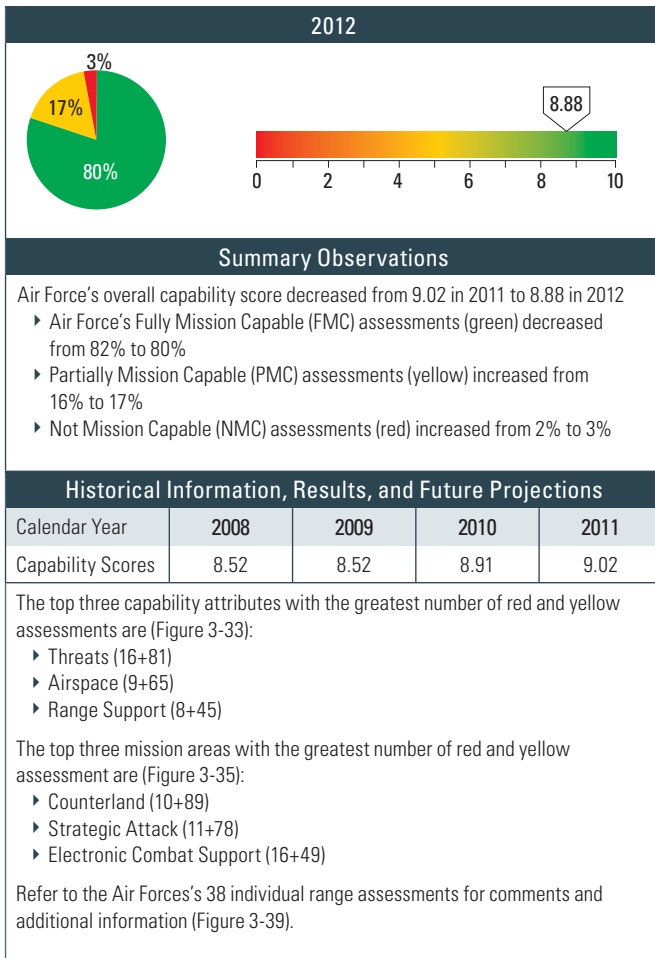 2012
3%
17%
80%
8.88
0 2 4 6 8 10
Summary Observations
Air Force's overall capability score decreased from 9.02 in 2011 to 8.88 in 2012
‣ Air Force's Fully Mission Capable (FMC) assessments (green) decreased
from 82% to 80%
‣ Partially Mission Capable (PMC) assessments (yellow) increased from
16% to 17%
‣ Not Mission Capable (NMC) assessments (red) increased from 2% to 3%
Historical Information, Results, and Future Projections
Calendar Year 2008 2009 2010 2011
Capability Scores 8.52 8.52 8.91 9.02
The top three capability attributes with the greatest number of red and yellow
assessments are (Figure 3-33):
‣ Threats (16+81)
‣ Airspace (9+65)
‣ Range Support (8+45)
The top three mission areas with the greatest number of red and yellow
assessment are (Figure 3-35):
‣ Counterland (10+89)
‣ Strategic Attack (11+78)
‣ Electronic Combat Support (16+49)
Refer to the Air Forces's 38 individual range assessments for comments and
additional information (Figure 3-39).